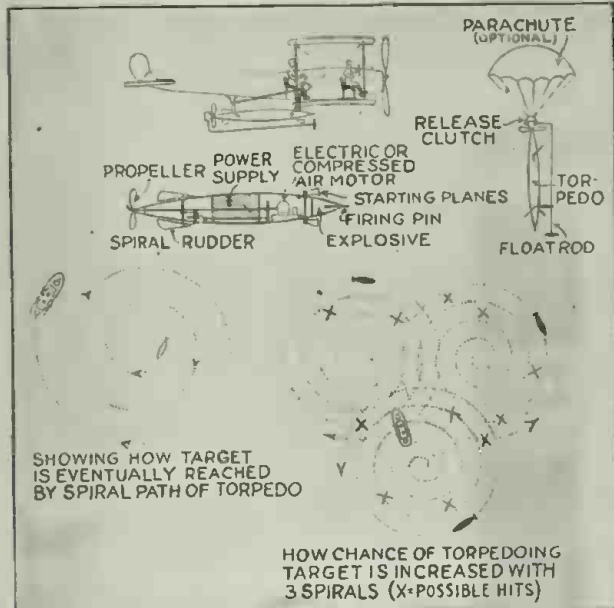 PARACHUTE
(OPTIONAL)
RELEASE
CLUTCH
TOR-
PEDO
FLOAT ROD
PROPELLER
POWER
SUPPLY
ELECTRIC OR
COMPRESSED
AIR MOTOR
STARTING PLANES
FIRING PIN
EXPLOSIVE
SPIRAL RUDDER
SHOWING HOW TARGET
IS EVENTUALLY REACHED
BY SPIRAL PATH OF TORPEDO
HOW CHANCE OF TORPEDOING
TARGET IS INCREASED WITH
3 SPIRALS (X=POSSIBLE HITS)